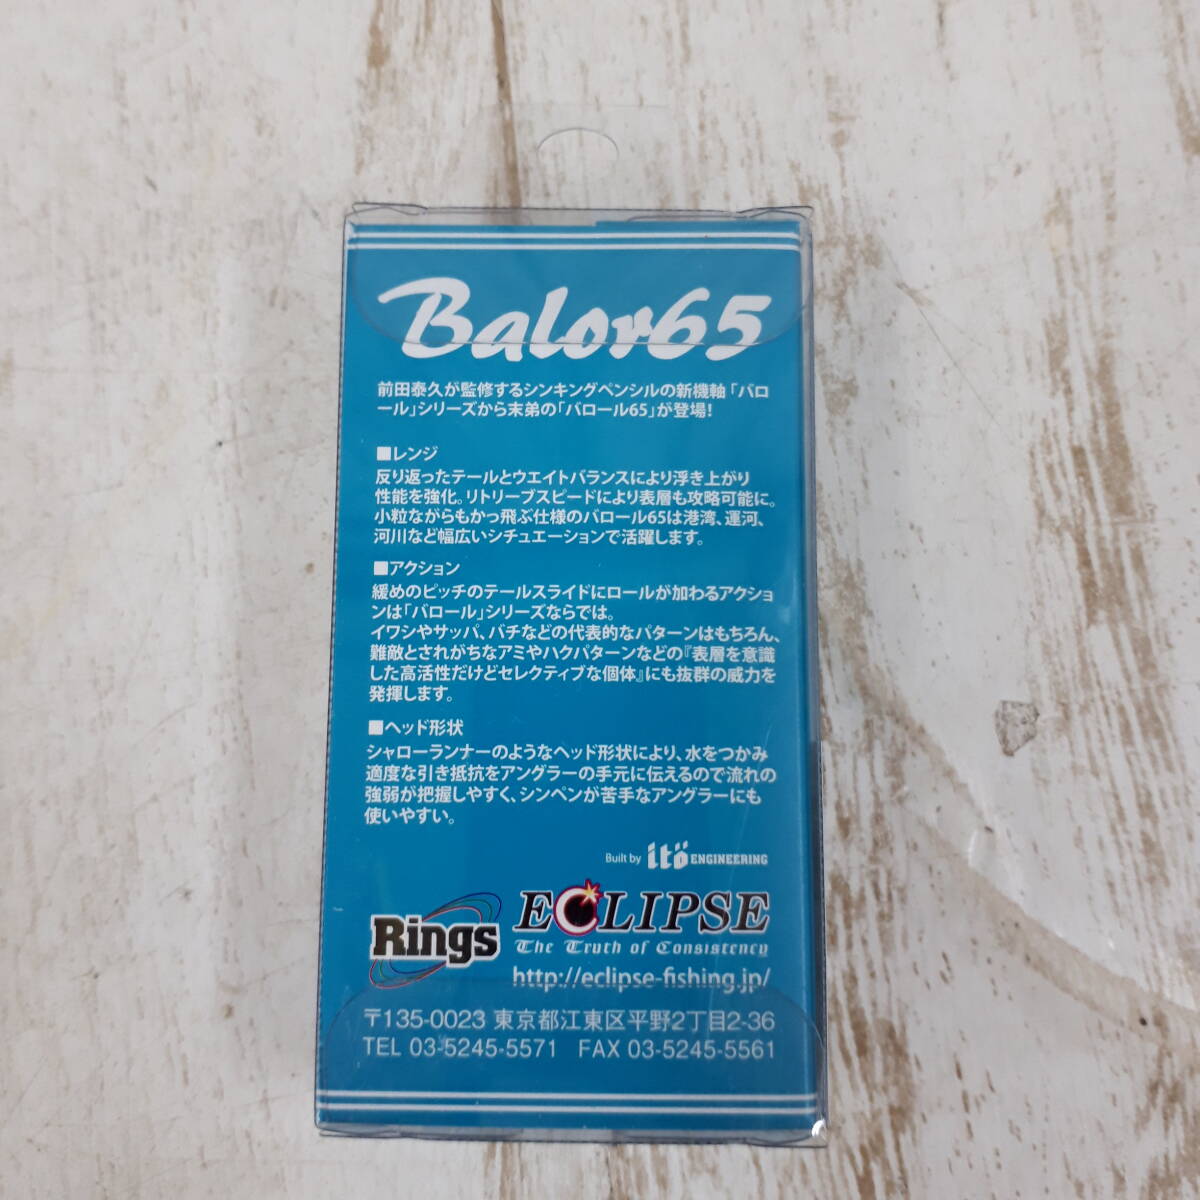 Balor65
前田泰久が監修するシンキングペンシルの新機軸「バロ
ール」シリーズから末弟の「バロール65」が登場！
■レンジ
反り返ったテールとウエイトバランスにより浮き上がり
性能を強化。リトリーブスピードにより表層も攻略可能に。
小粒ながらもかっ飛ぶ仕様のバロール65は港湾、運河、
河川など幅広いシチュエーションで活躍します。
■アクション
緩めのピッチのテールスライドにロールが加わるアクショ
ンは「バロール」シリーズならでは。
イワシやサッパ、バチなどの代表的なパターンはもちろん、
難敵とされがちなアミやハクパターンなどの『表層を意識
した高活性だけどセレクティブな個体』にも抜群の威力を
発揮します。
■ヘッド形状
シャローランナーのようなヘッド形状により、水をつかみ
適度な引き抵抗をアングラーの手元に伝えるので流れの
強弱が把握しやすく、シンペンが苦手なアングラーにも
使いやすい。
Built by itö ENGINEERING
Rings
ECLIPSE
The Truth of Consistency
http://eclipse-fishing.jp/
〒135-0023 東京都江東区平野2丁目2-36
TEL 03-5245-5571 FAX 03-5245-5561